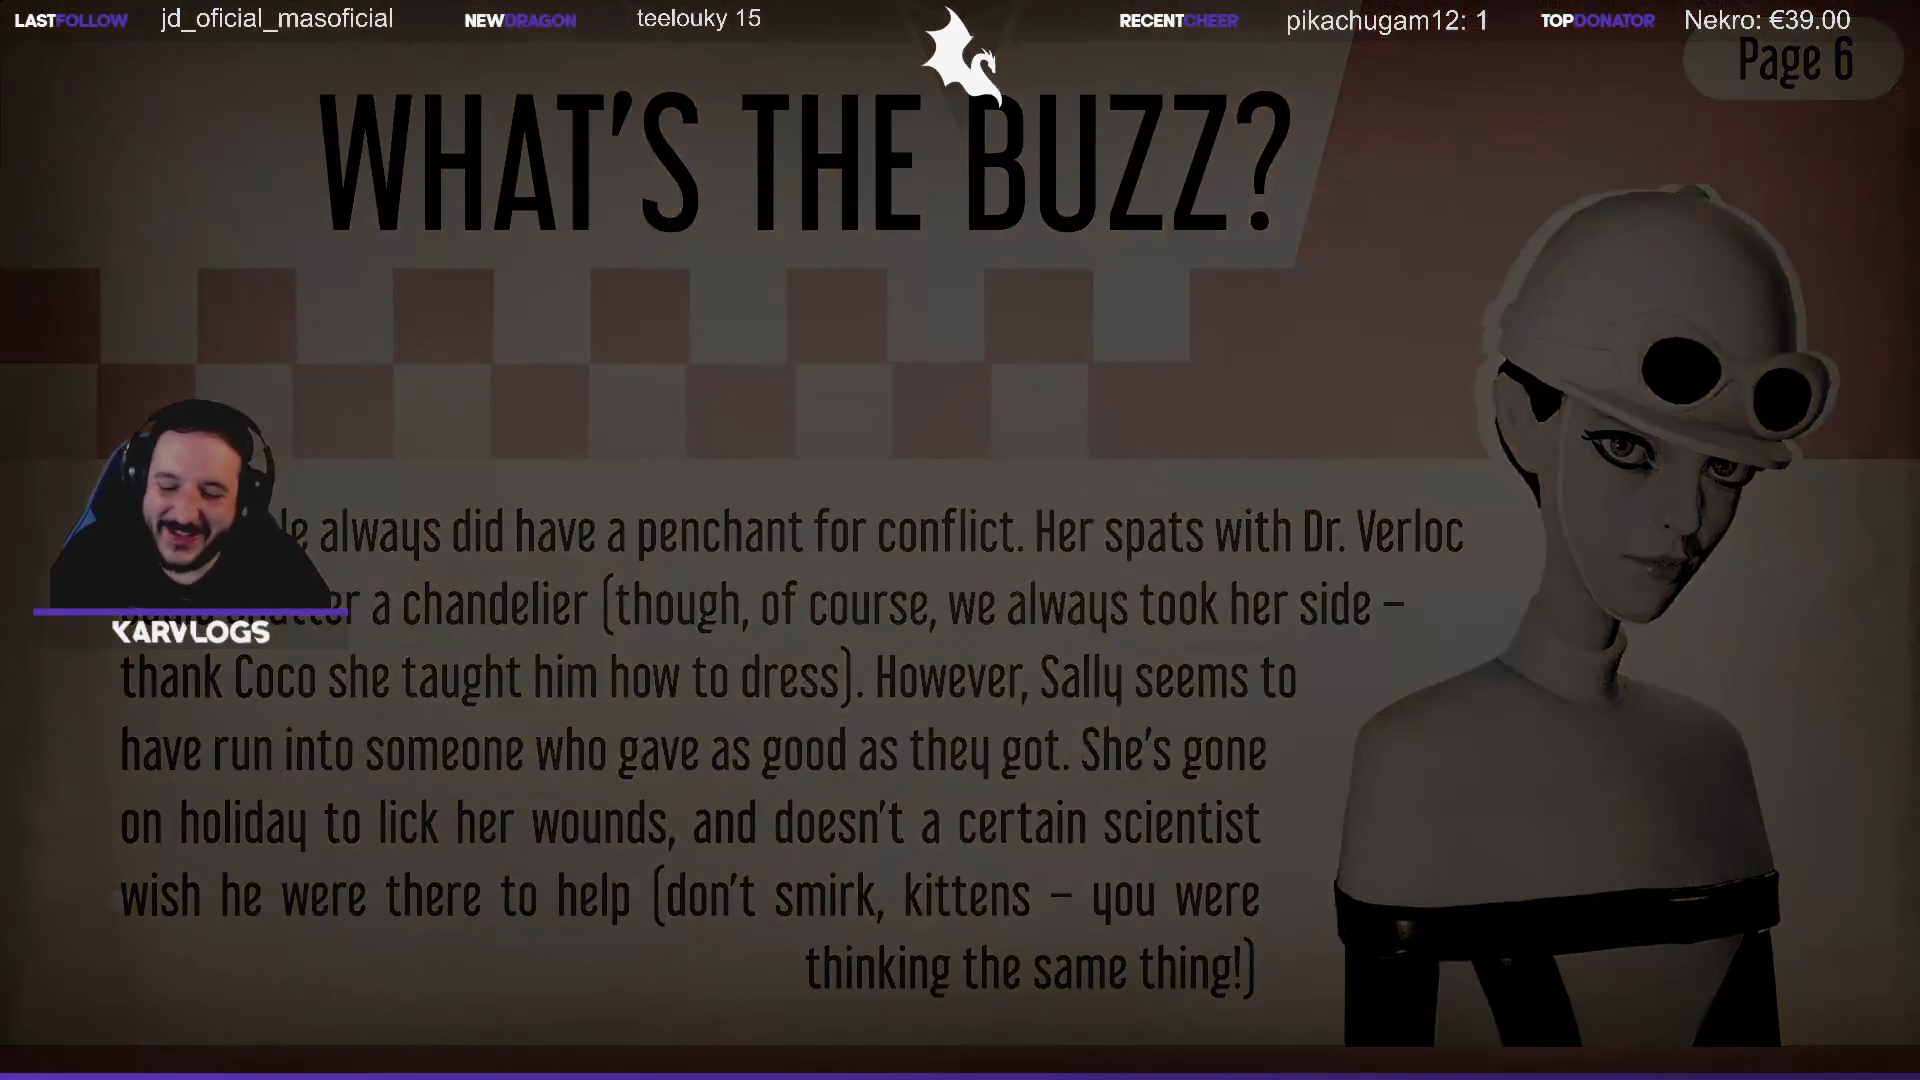 LASTFOLLOW jd_oficial_masoficial NEWDRAGON teelouky 15 RECENTCHEER pikachugam12: 1 TOPDONATOR Nekro: €39.00
Page 6
WHAT'S THE BUZZ?
always did have a penchant for conflict. Her spats with Dr. Verloc
a chandelier (though, of course, we always took her side –
thank Coco she taught him how to dress). However, Sally seems to
have run into someone who gave as good as they got. She's gone
on holiday to lick her wounds, and doesn't a certain scientist
wish he were there to help (don't smirk, kittens – you were
thinking the same thing!)
KARVLOGS